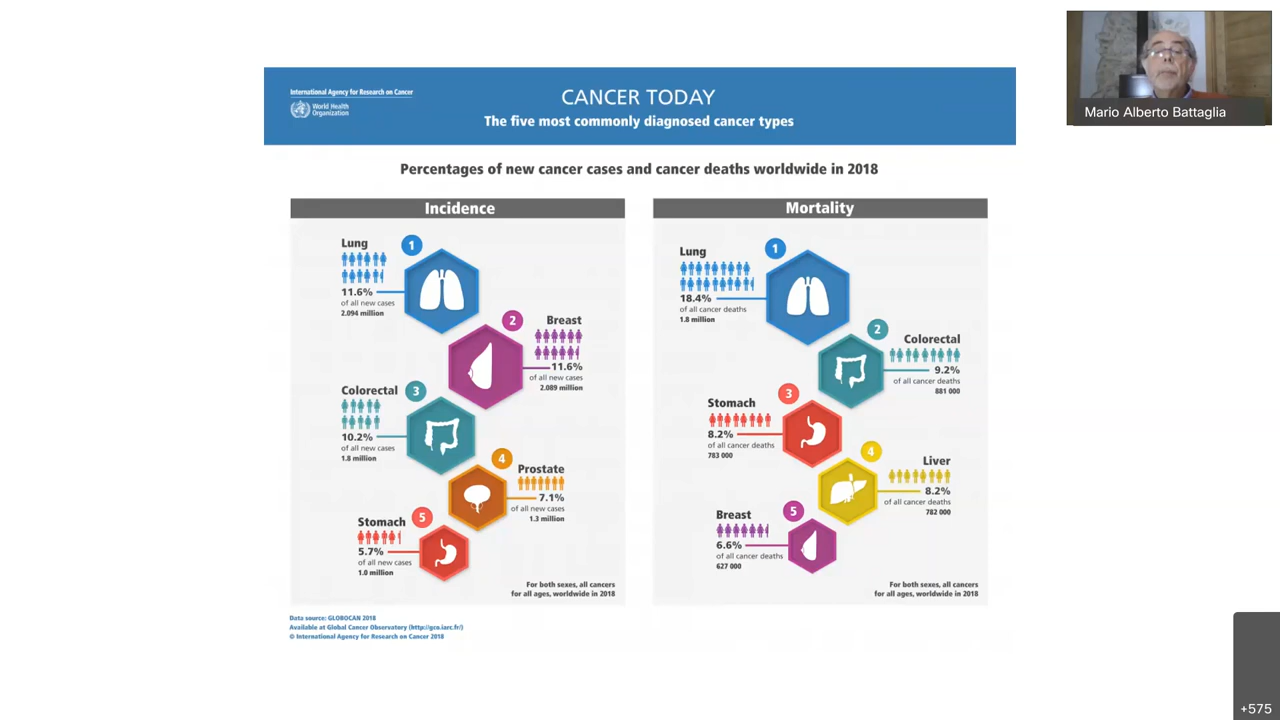 International Agency for Research on Cancer
World Health
Organization
CANCER TODAY
The five most commonly diagnosed cancer types
Mario Alberto Battaglia
Percentages of new cancer cases and cancer deaths worldwide in 2018
Incidence
Lung
1
11.6%
of all new cases
2.094 million
2
Breast
11.6%
of all new cases
2.089 million
Colorectal
3
10.2%
of all new cases
1.8 million
4
Prostate
7.1%
of all new cases
1.3 million
Stomach
5
5.7%
of all new cases
1.0 million
For both sexes, all cancers
for all ages, worldwide in 2018
Mortality
Lung
1
18.4%
of all cancer deaths
1.8 million
2
Colorectal
9.2%
of all cancer deaths
881 000
Stomach
3
8.2%
of all cancer deaths
783 000
4
Liver
8.2%
of all cancer deaths
782 000
Breast
5
6.6%
of all cancer deaths
627 000
For both sexes, all cancers
for all ages, worldwide in 2018
Data source: GLOBOCAN 2018
Available at Global Cancer Observatory (http://gco.iarc.fr/)
© International Agency for Research on Cancer 2018
+575